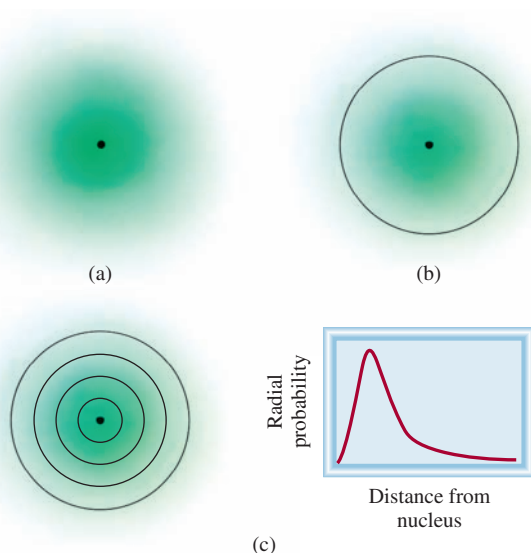 (a)
(b)
Radial
probability
Distance from
nucleus
(c)